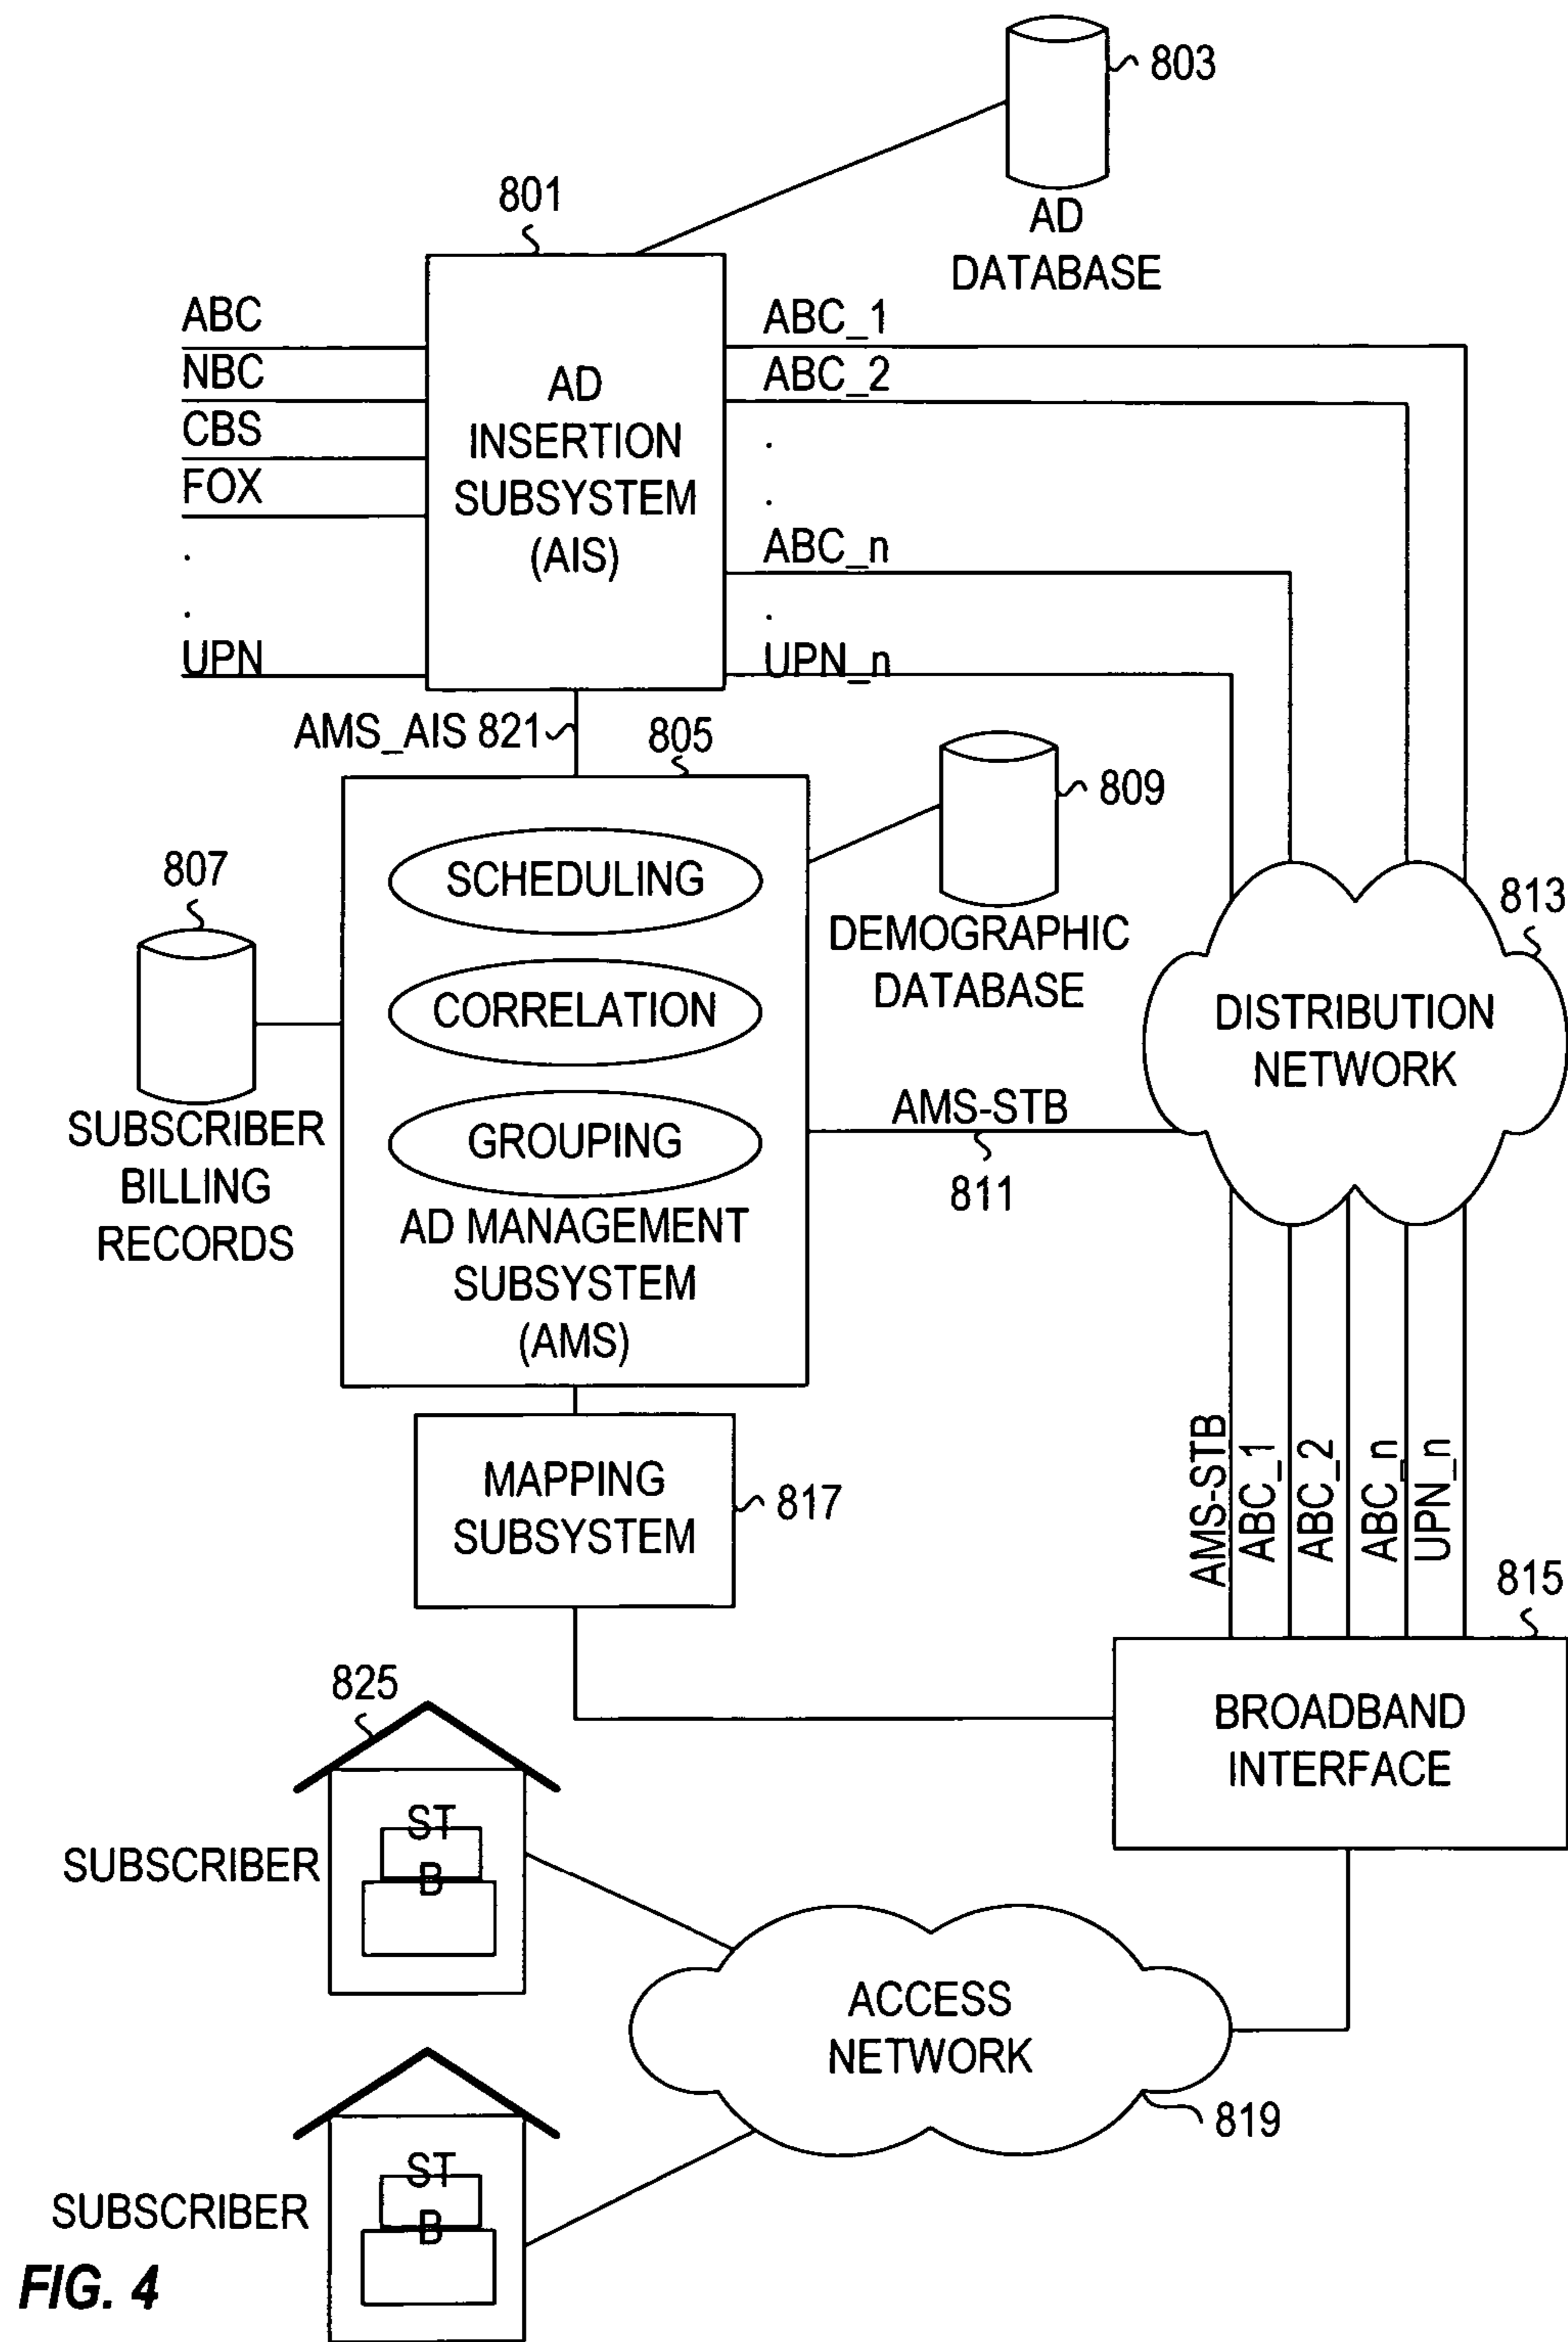 803
AD
DATABASE
801
ABC
NBC
CBS
FOX
.
.
UPN
AD
INSERTION
SUBSYSTEM
(AIS)
ABC_1
ABC_2
.
.
ABC_n
.
UPN_n
AMS_AIS 821
805
809
DEMOGRAPHIC
DATABASE
807
SUBSCRIBER
BILLING
RECORDS
SCHEDULING
CORRELATION
GROUPING
AD MANAGEMENT
SUBSYSTEM
(AMS)
AMS-STB
811
813
DISTRIBUTION
NETWORK
MAPPING
SUBSYSTEM
817
AMS-STB
ABC_1
ABC_2
ABC_n
UPN_n
815
BROADBAND
INTERFACE
825
SUBSCRIBER
ST
B
ACCESS
NETWORK
819
SUBSCRIBER
ST
B
FIG. 4